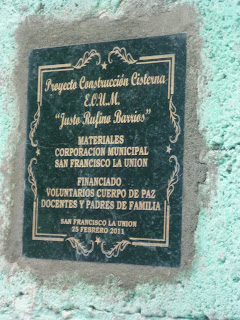 Proyecto Construcción Cisterna
E.O.U.M.
"Justo Rufino Barrios"
MATERIALES
CORPORACION MUNICIPAL
SAN FRANCISCO LA UNION
FINANCIADO
VOLUNTARIOS CUERPO DE PAZ
DOCENTES Y PADRES DE FAMILIA
SAN FRANCISCO LA UNION
25 FEBRERO 2011